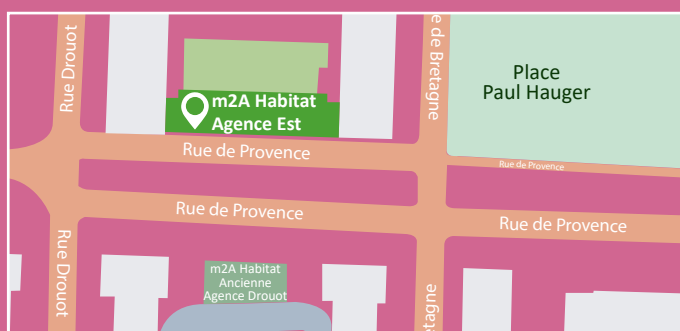 Rue Drouot
e de Bretagne
Place
Paul Hauger
m2A Habitat
Agence Est
Rue de Provence
Rue de Provence
Rue de Provence
Rue de Provence
Rue Drouot
m2A Habitat
Ancienne
Agence Drouot
etagne